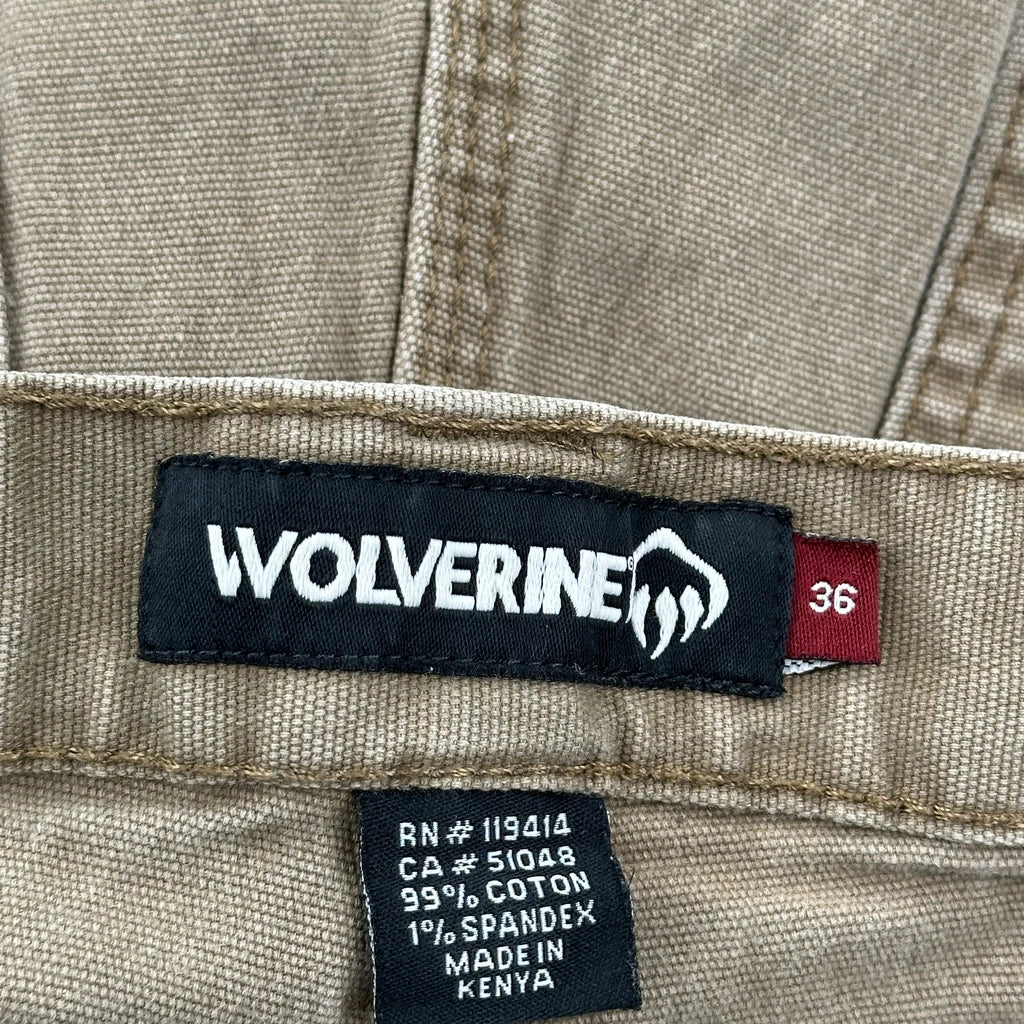 WOLVERINE®
36
RN # 119414
CA # 51048
99% COTON
1% SPANDEX
MADE IN
KENYA